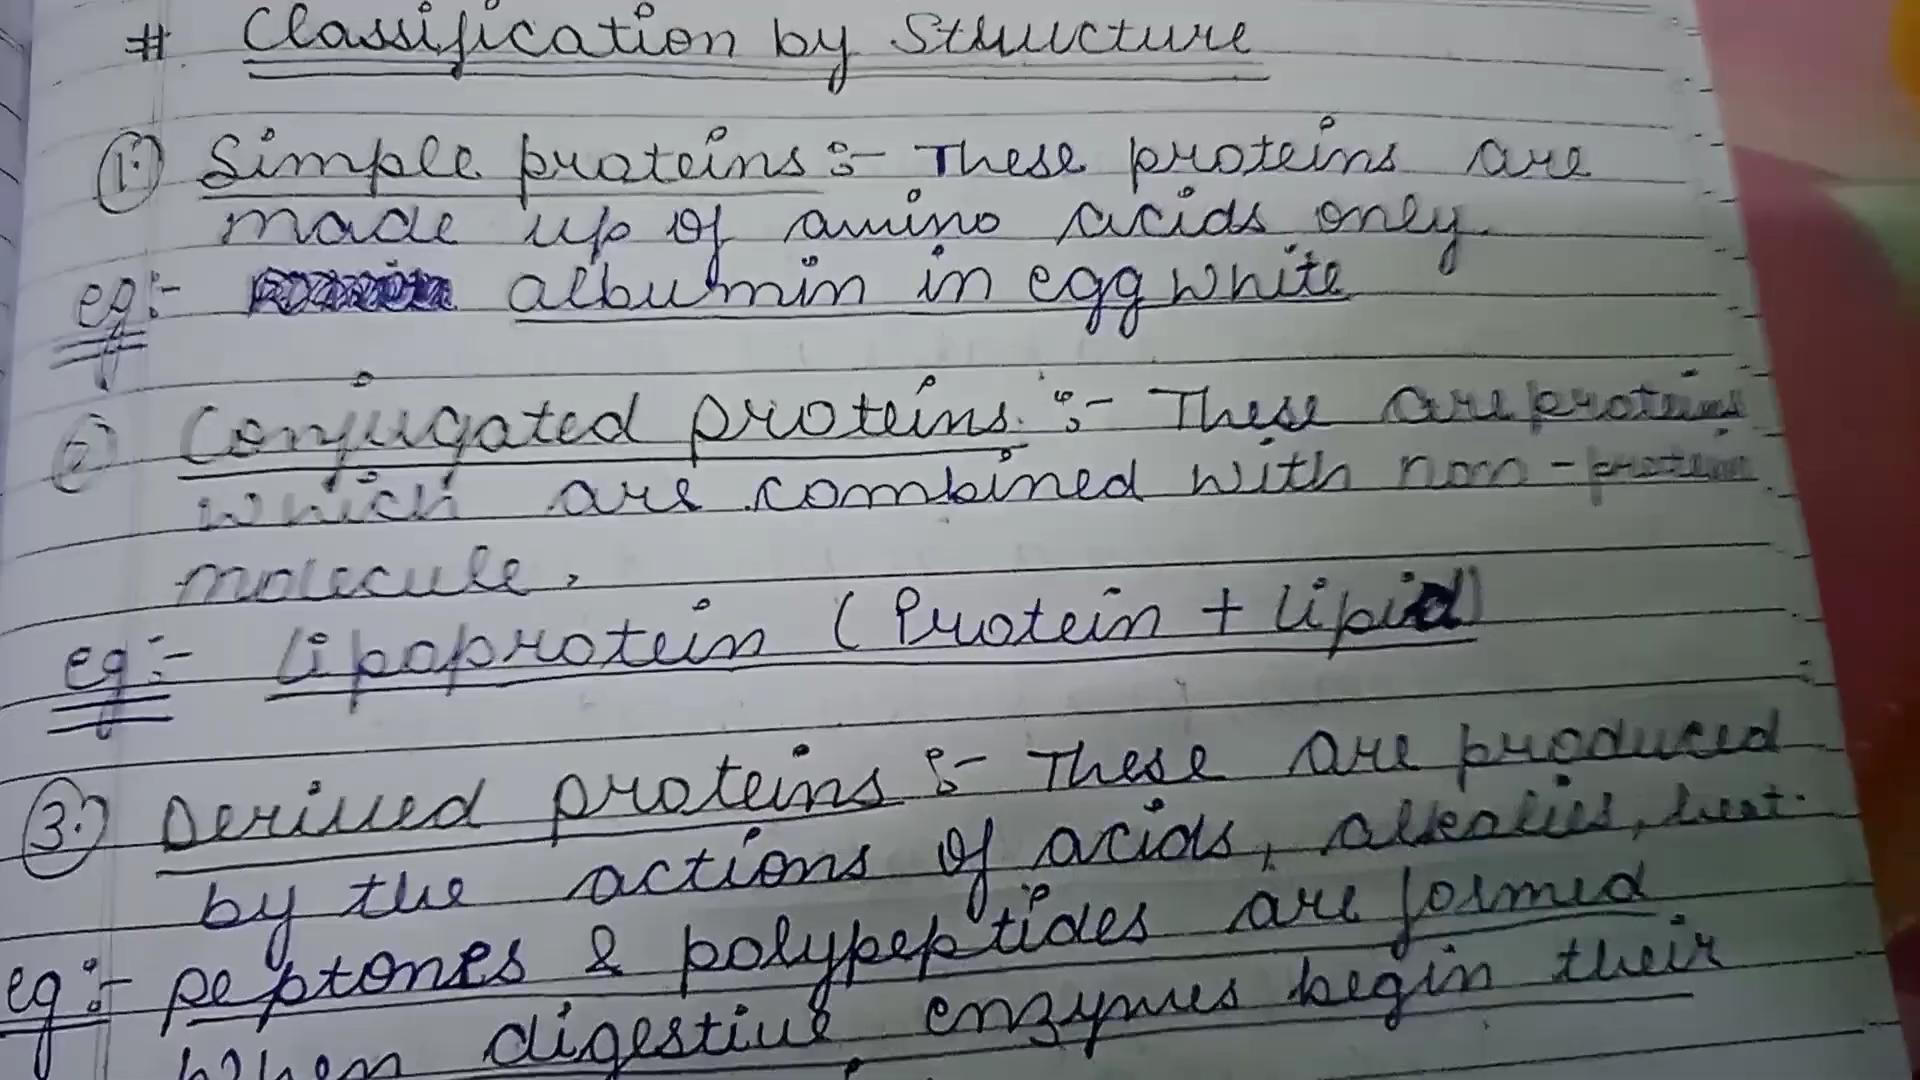 # Classification by Structure
1. Simple proteins :- These proteins are
made up of amino acids only.
eg :- albumin in egg white
2 Conjugated proteins. :- These are proteins
which are combined with non-protein
molecule.
eg :- lipoprotein (Protein + lipid)
3. Derived proteins :- These are produced
by the actions of acids, alkalies, heat.
eg :- peptones & polypeptides are formed
when digestive enzymes begin their